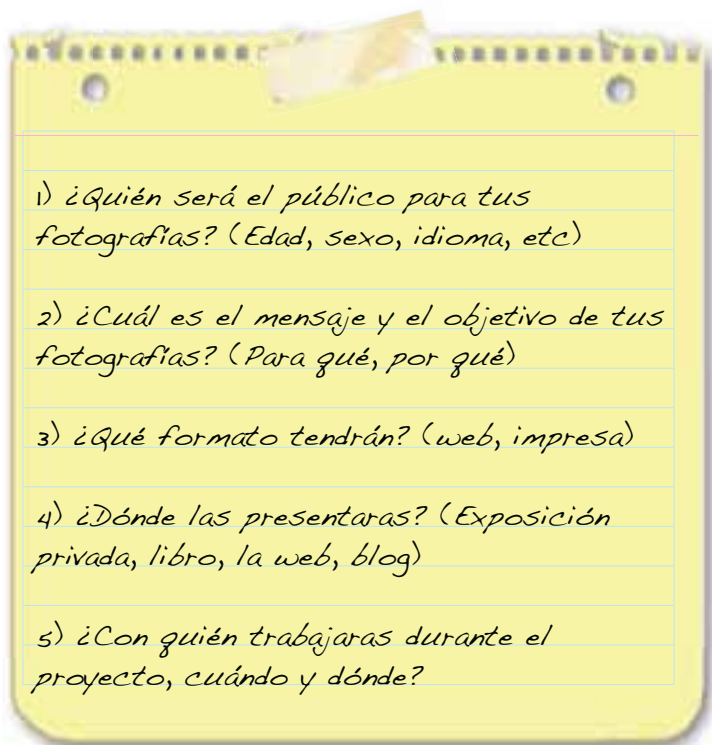 1) ¿Quién será el público para tus
fotografías? (Edad, sexo, idioma, etc)
2) ¿Cuál es el mensaje y el objetivo de tus
fotografías? (Para qué, por qué)
3) ¿Qué formato tendrán? (web, impresa)
4) ¿Dónde las presentaras? (Exposición
privada, libro, la web, blog)
5) ¿Con quién trabajaras durante el
proyecto, cuándo y dónde?